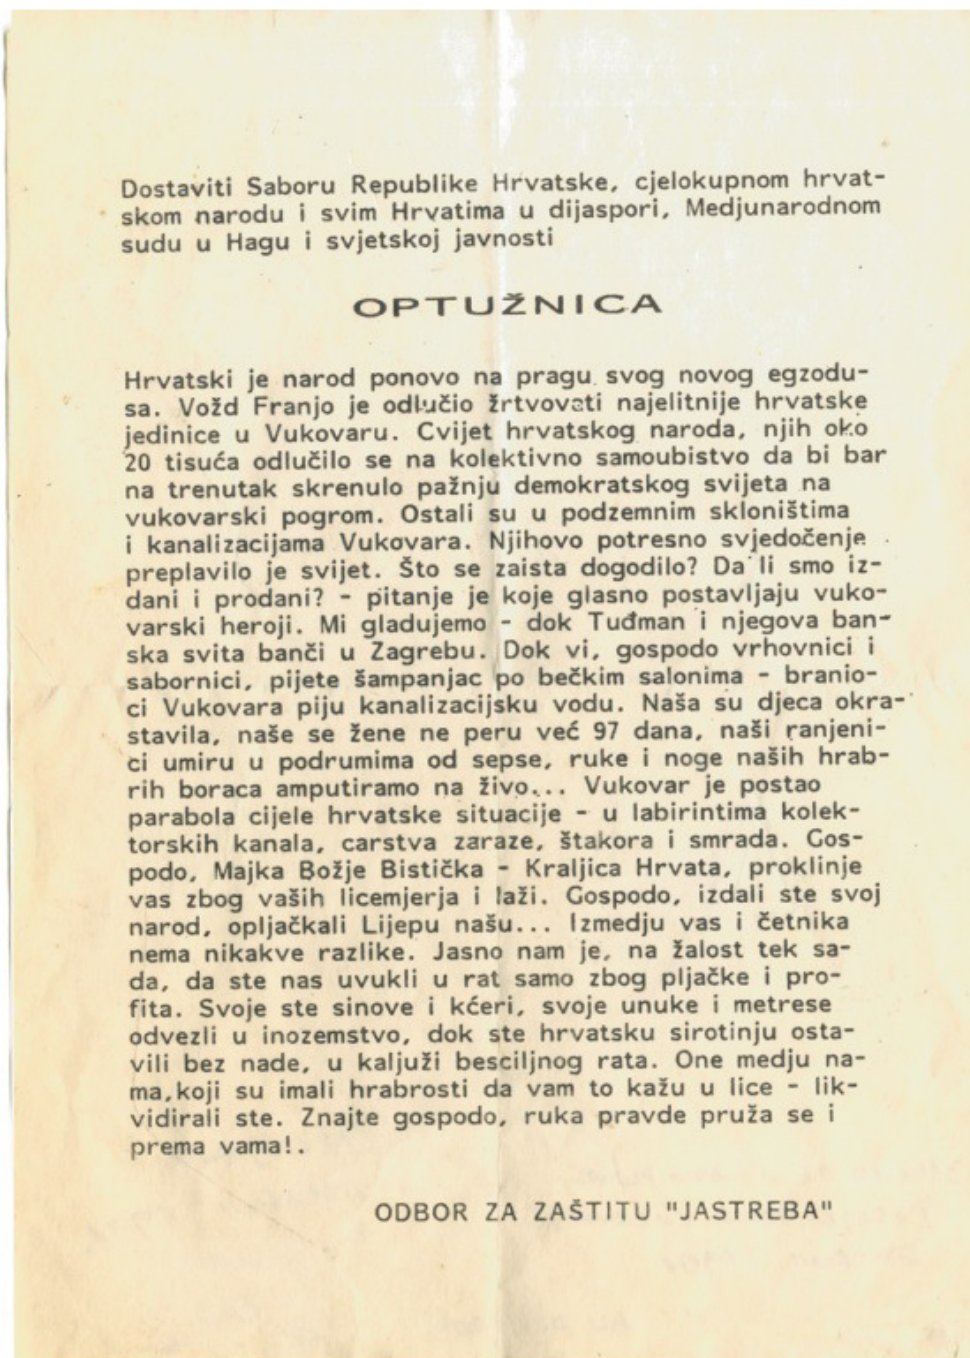 Dostaviti Saboru Republike Hrvatske, cjelokupnom hrvat-
skom narodu i svim Hrvatima u dijaspori, Medjunarodnom
sudu u Hagu i svjetskoj javnosti
OPTUŽNICA
Hrvatski je narod ponovo na pragu svog novog egzodu-
sa. Vožd Franjo je odlučio žrtvovati najelitnije hrvatske
jedinice u Vukovaru. Cvijet hrvatskog naroda, njih oko
20 tisuća odlučilo se na kolektivno samoubistvo da bi bar
na trenutak skrenulo pažnju demokratskog svijeta na
vukovarski pogrom. Ostali su u podzemnim skloništima
i kanalizacijama Vukovara. Njihovo potresno svjedočenje
preplavilo je svijet. Što se zaista dogodilo? Da li smo iz-
dani i prodani? - pitanje je koje glasno postavljaju vuko-
varski heroji. Mi gladujemo - dok Tuđman i njegova ban-
ska svita banči u Zagrebu. Dok vi, gospodo vrhovnici i
sabornici, pijete šampanjac po bečkim salonima - branio-
ci Vukovara piju kanalizacijsku vodu. Naša su djeca okra-
stavila, naše se žene ne peru već 97 dana, naši ranjeni-
ci umiru u podrumima od sepse, ruke i noge naših hrab-
rih boraca amputiramo na živo... Vukovar je postao
parabola cijele hrvatske situacije - u labirintima kolek-
torskih kanala, carstva zaraze, štakora i smrada. Gos-
podo, Majka Božje Bistička - Kraljica Hrvata, proklinje
vas zbog vaših licemjerja i laži. Gospodo, izdali ste svoj
narod, opljačkali Lijepu našu... Izmedju vas i četnika
nema nikakve razlike. Jasno nam je, na žalost tek sa-
da, da ste nas uvukli u rat samo zbog pljačke i pro-
fita. Svoje ste sinove i kćeri, svoje unuke i metrese
odvezli u inozemstvo, dok ste hrvatsku sirotinju osta-
vili bez nade, u kaljuži besciljnog rata. One medju na-
ma,koji su imali hrabrosti da vam to kažu u lice - lik-
vidirali ste. Znajte gospodo, ruka pravde pruža se i
prema vama!.
ODBOR ZA ZAŠTITU "JASTREBA"